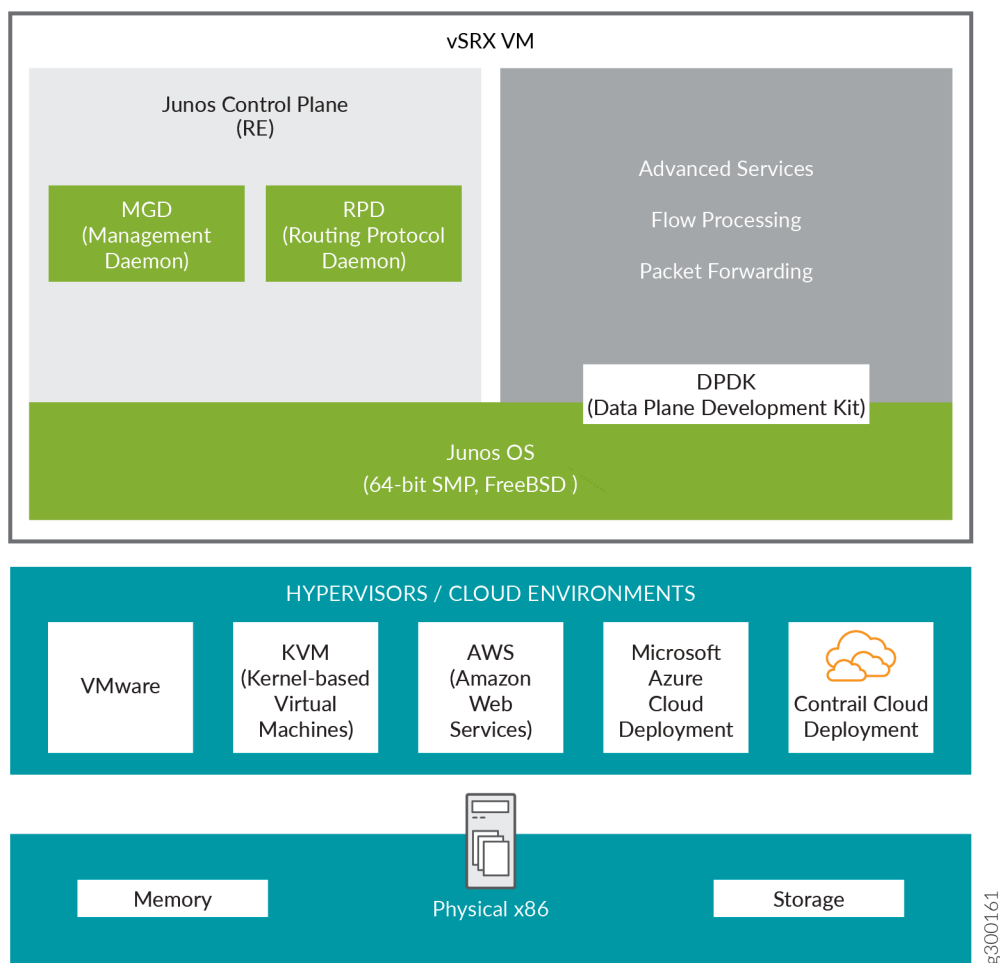 vSRX VM
Junos Control Plane
(RE)
MGD
(Management
Daemon)
RPD
(Routing Protocol
Daemon)
Advanced Services
Flow Processing
Packet Forwarding
DPDK
(Data Plane Development Kit)
Junos OS
(64-bit SMP, FreeBSD )
HYPERVISORS / CLOUD ENVIRONMENTS
VMware
KVM
(Kernel-based
Virtual
Machines)
AWS
(Amazon
Web
Services)
Microsoft
Azure
Cloud
Deployment
Contrail Cloud
Deployment
Memory
Physical x86
Storage
g300161